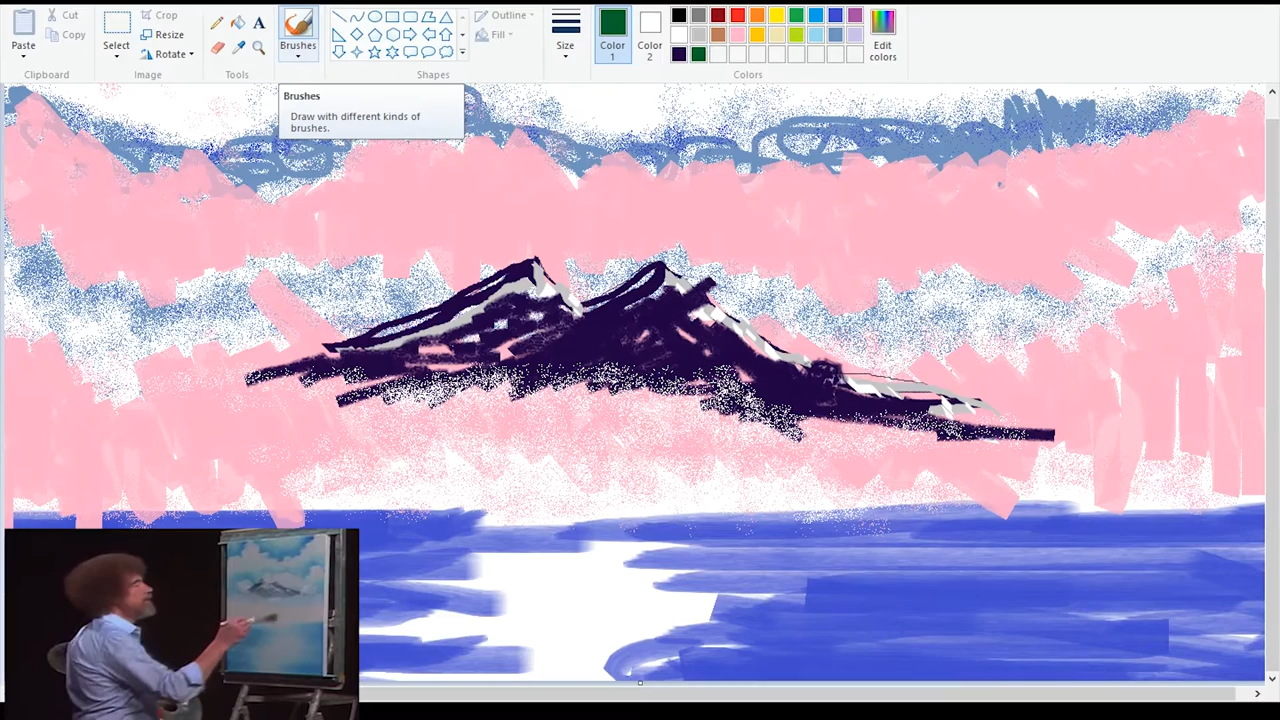 Paste
Cut
Copy
Clipboard
Select
Crop
Resize
Rotate
Image
A
Tools
Brushes
Shapes
Outline
Fill
Size
Color
1
Color
2
Colors
Edit
colors
Brushes
Draw with different kinds of
brushes.